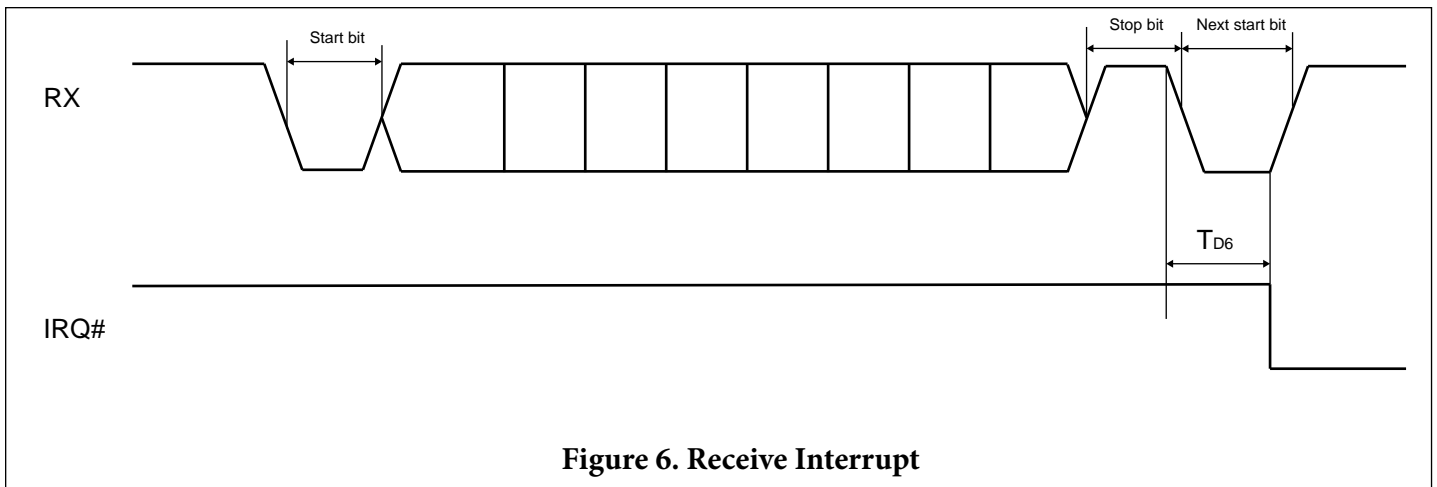 Start bit
Stop bit
Next start bit
RX
TD6
IRQ#
Figure 6. Receive Interrupt